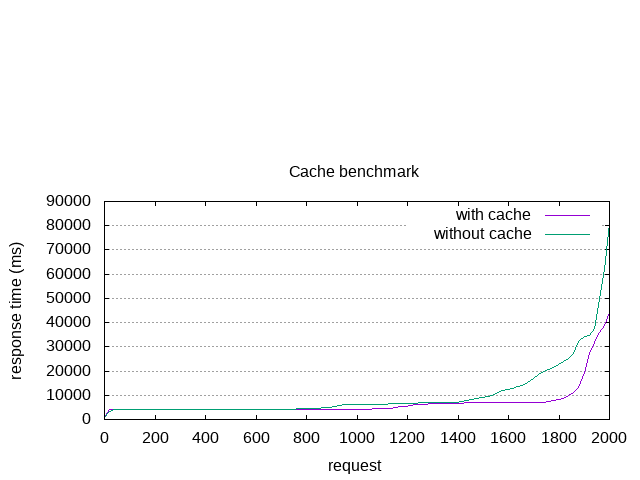 Cache benchmark
90000
80000
70000
60000
50000
40000
30000
20000
10000
0
response time (ms)
with cache
without cache
0 200 400 600 800 1000 1200 1400 1600 1800 2000
request